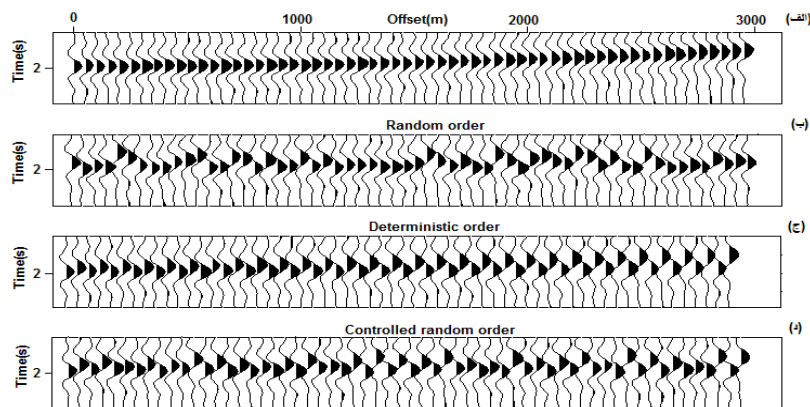 0 1000 Offset(m) 2000 3000 (الف)
Time(s)
2
Random order (ب)
Time(s)
2
Deterministic order (ج)
Time(s)
2
Controlled random order (د)
Time(s)
2